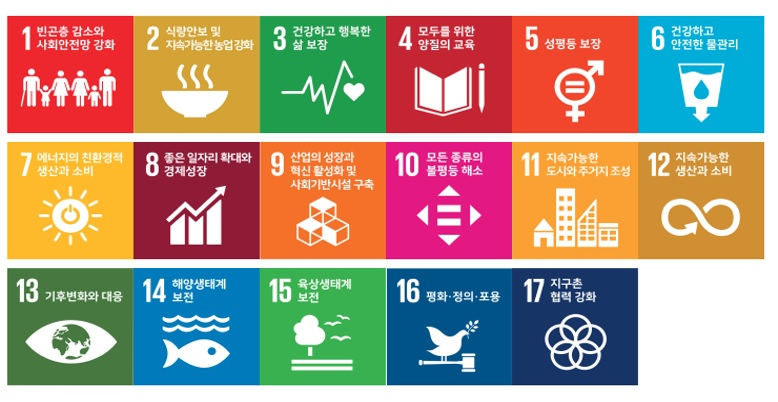 1 빈곤층 감소와
사회안전망 강화
2 식량안보 및
지속가능한 농업강화
3 건강하고 행복한
삶 보장
4 모두를 위한
양질의 교육
5 성평등 보장
6 건강하고
안전한 물관리
7 에너지의 친환경적
생산과 소비
8 좋은 일자리 확대와
경제성장
9 산업의 성장과
혁신 활성화 및
사회기반시설 구축
10 모든 종류의
불평등 해소
11 지속가능한
도시와 주거지 조성
12 지속가능한
생산과 소비
13 기후변화와 대응
14 해양생태계
보전
15 육상생태계
보전
16 평화·정의·포용
17 지구촌
협력 강화